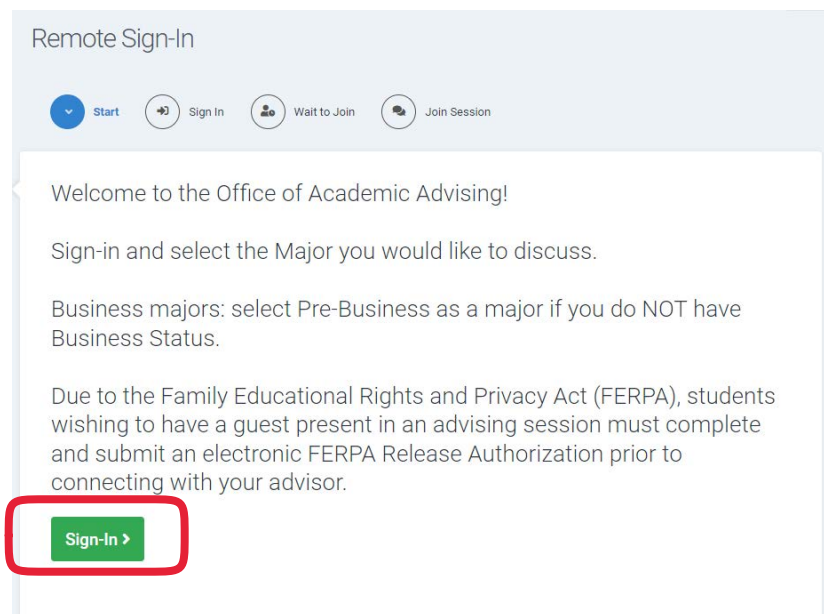 Remote Sign-In
Start
Sign In
Wait to Join
Join Session
Welcome to the Office of Academic Advising!
Sign-in and select the Major you would like to discuss.
Business majors: select Pre-Business as a major if you do NOT have
Business Status.
Due to the Family Educational Rights and Privacy Act (FERPA), students
wishing to have a guest present in an advising session must complete
and submit an electronic FERPA Release Authorization prior to
connecting with your advisor.
Sign-In